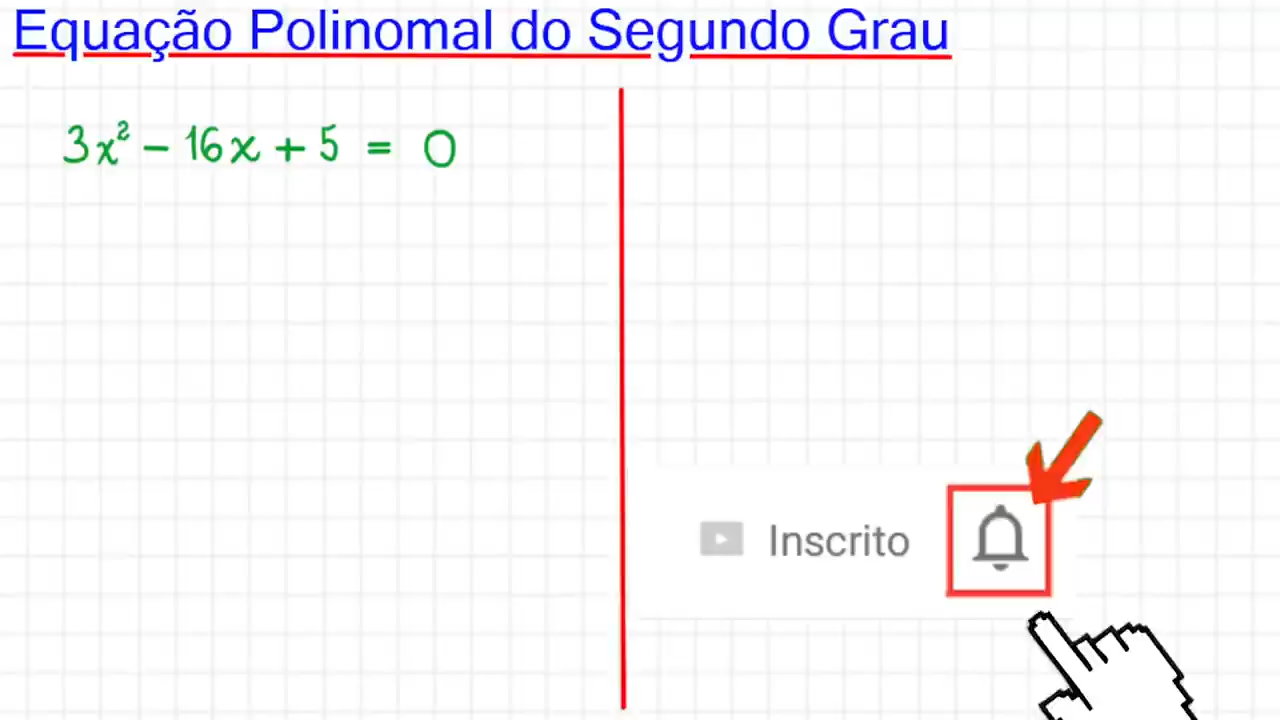 Equação Polinomal do Segundo Grau
3x² - 16x + 5 = 0
Inscrito